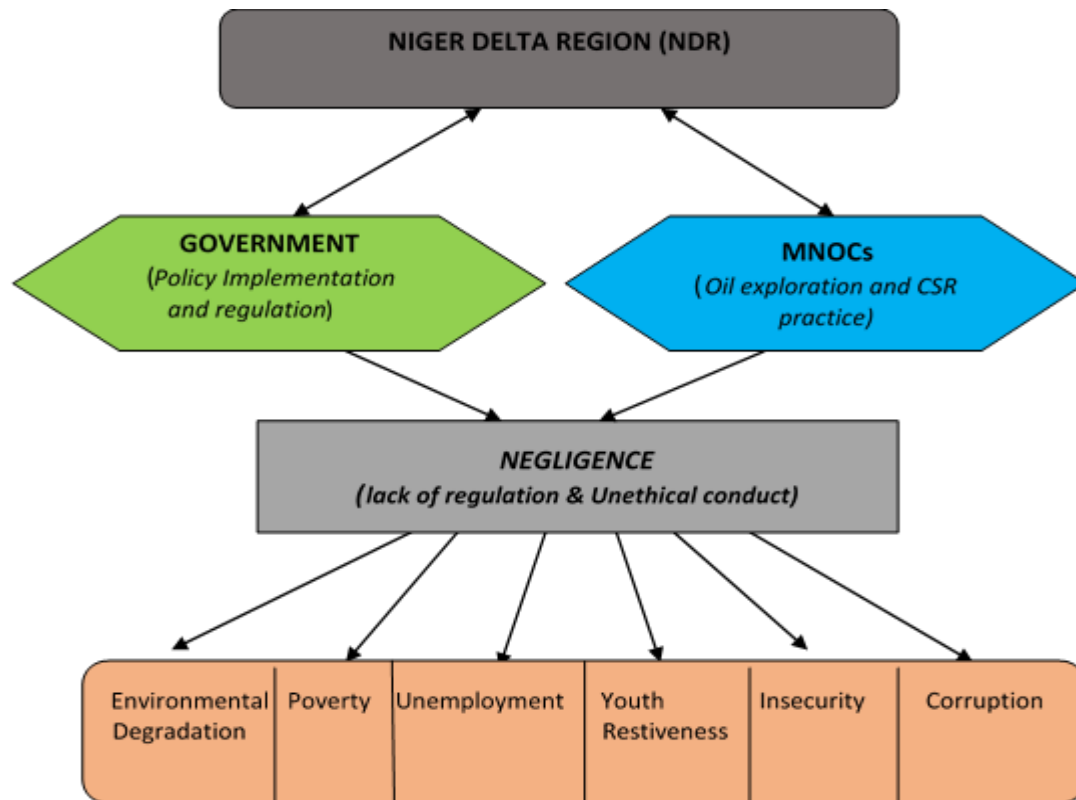 NIGER DELTA REGION (NDR)
GOVERNMENT
(Policy Implementation
and regulation)
MNOCs
(Oil exploration and CSR
practice)
NEGLIGENCE
(lack of regulation & Unethical conduct)
Environmental
Degradation
Poverty
Unemployment
Youth
Restiveness
Insecurity
Corruption